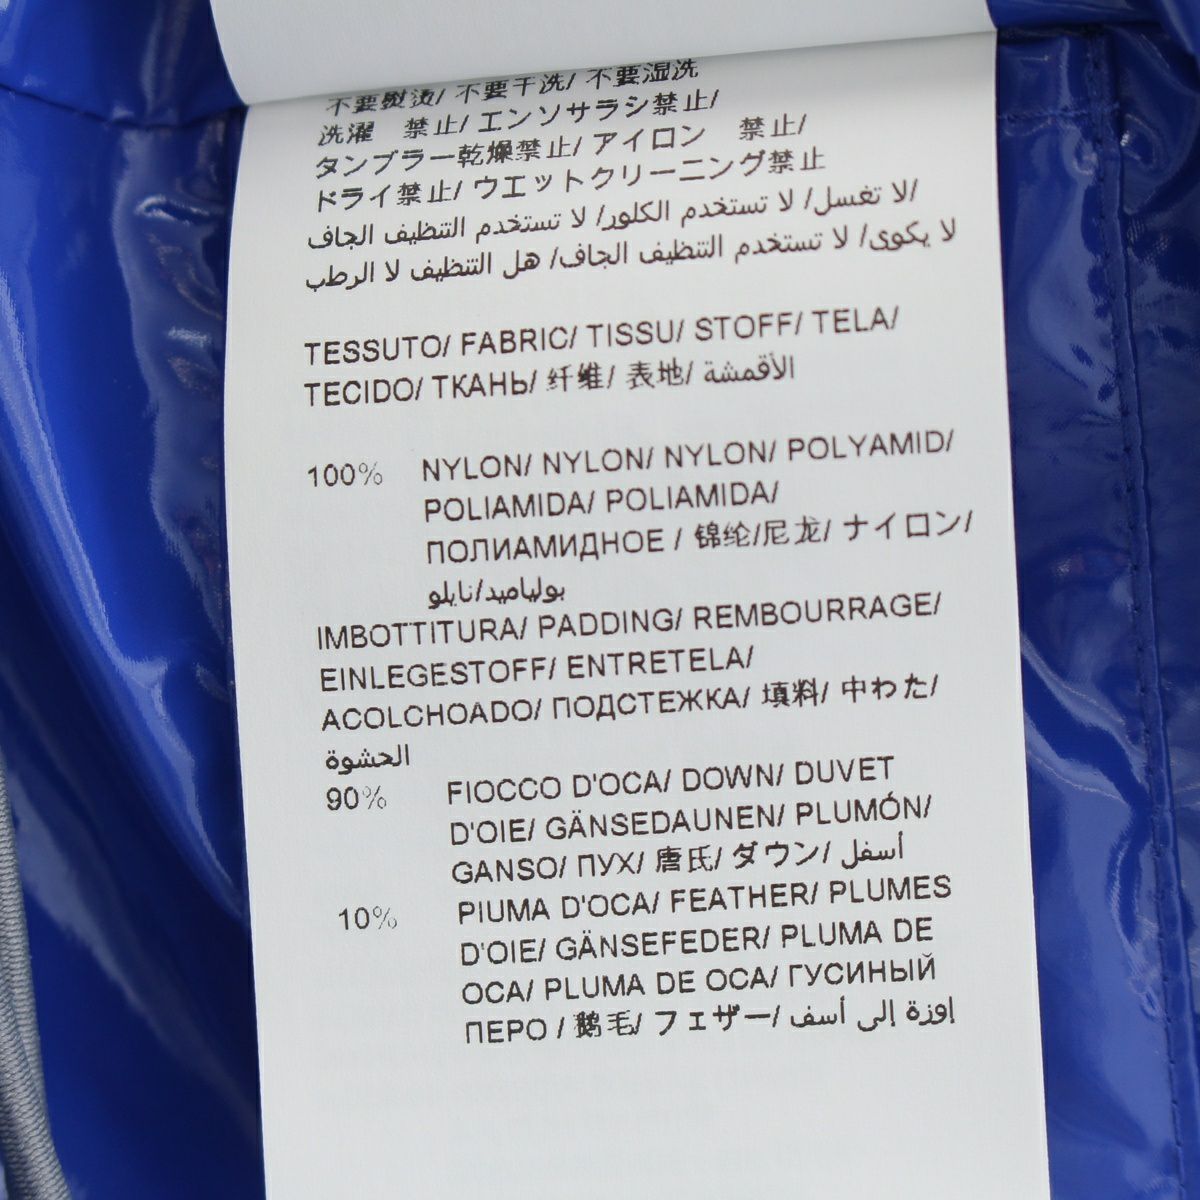 不要熨烫/ 不要干洗/ 不要湿洗
洗濯　禁止/ エンソサラシ禁止/
タンブラー乾燥禁止/ アイロン　禁止/
ドライ禁止/ ウエットクリーニング禁止
لا تغسل/ لا تستخدم الكلور/ لا تستخدم التنظيف الجاف/
لا يكوى/ لا تستخدم التنظيف الجاف/ هل التنظيف لا الرطب
TESSUTO/ FABRIC/ TISSU/ STOFF/ TELA/
TECIDO/ ТКАНЬ/ 纤维/ 表地/ الأقمشة
100% NYLON/ NYLON/ NYLON/ POLYAMID/
POLIAMIDA/ POLIAMIDA/
ПОЛИАМИДНОЕ / 锦纶/尼龙/ ナイロン/
بولياميد/نايلو
IMBOTTITURA/ PADDING/ REMBOURRAGE/
EINLEGESTOFF/ ENTRETELA/
ACOLCHOADO/ ПОДСТЕЖКА/ 填料/ 中わた/
الحشوة
90% FIOCCO D'OCA/ DOWN/ DUVET
D'OIE/ GÄNSEDAUNEN/ PLUMÓN/
GANSO/ ПУХ/ 唐氏/ ダウン/ أسفل
10% PIUMA D'OCA/ FEATHER/ PLUMES
D'OIE/ GÄNSEFEDER/ PLUMA DE
OCA/ PLUMA DE OCA/ ГУСИНЫЙ
ПЕРО / 鹅毛/ フェザー/ إوزة إلى أسف